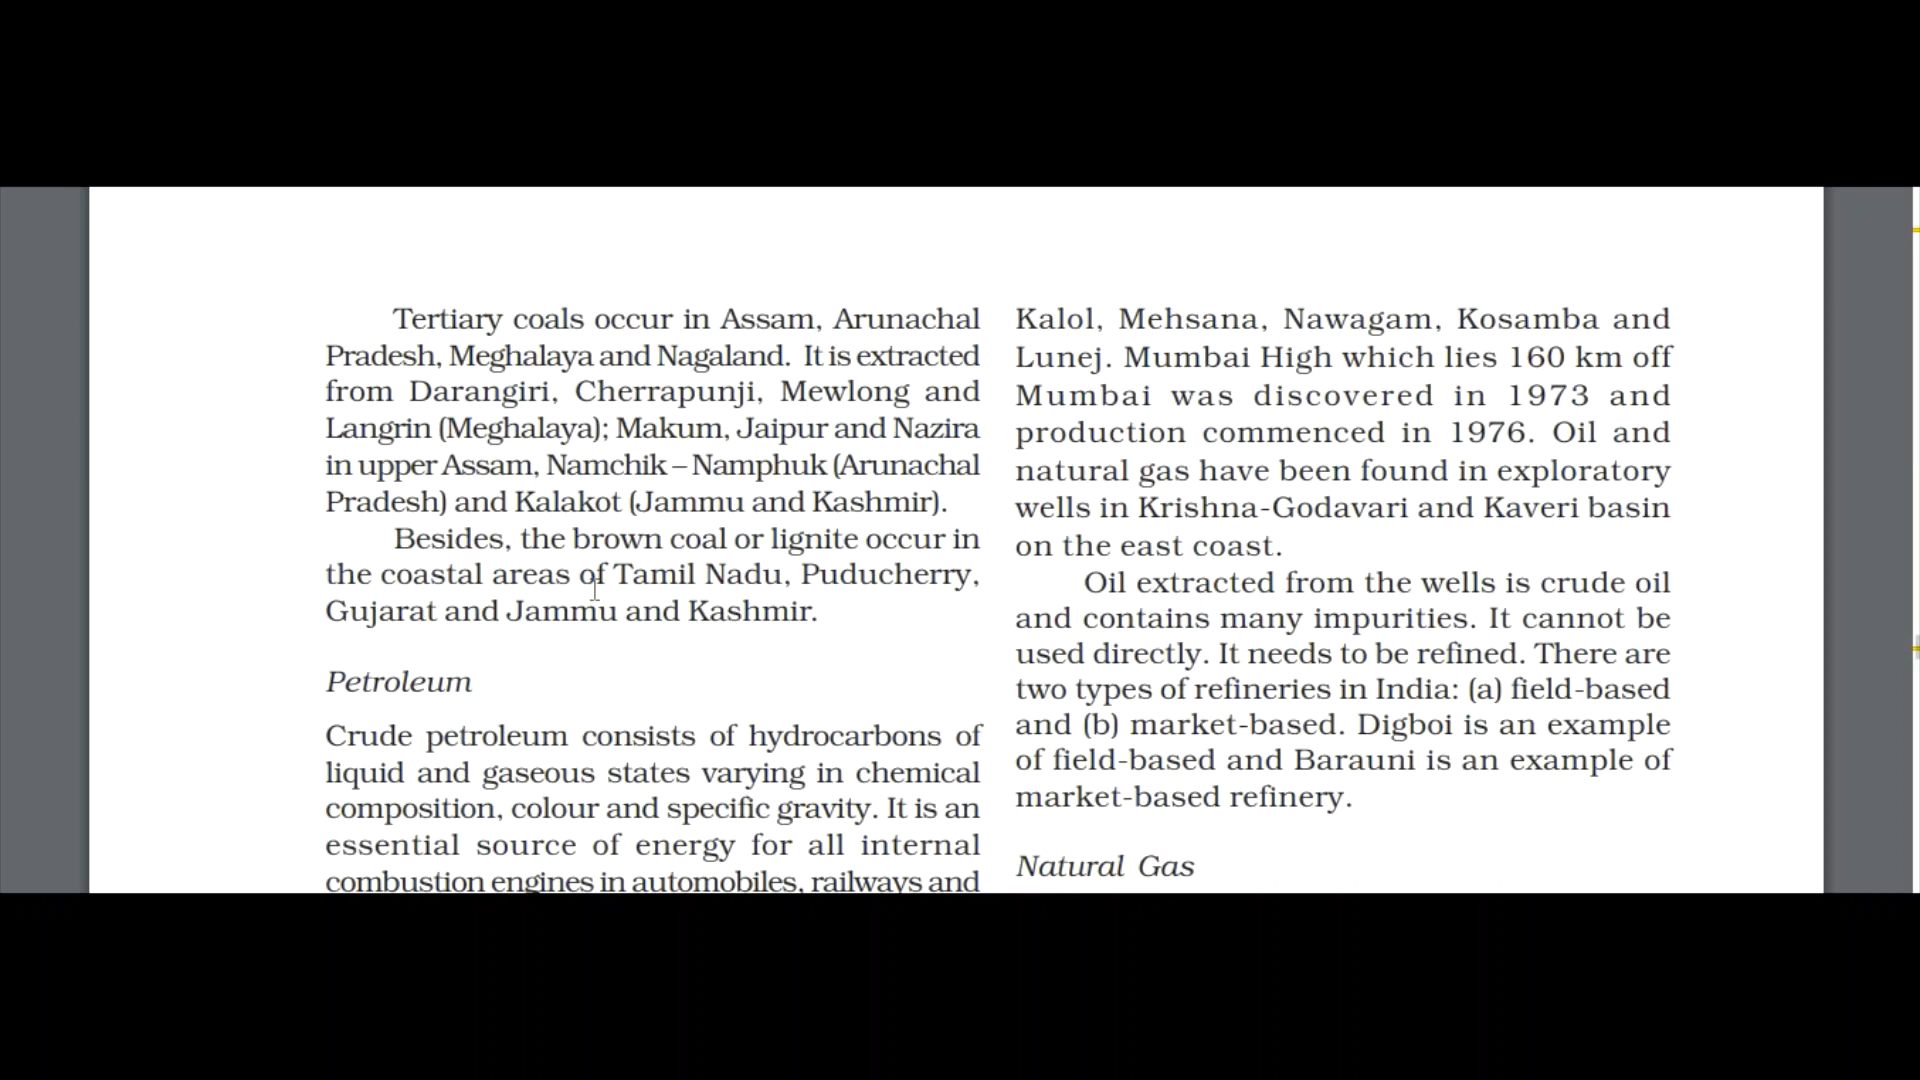 Tertiary coals occur in Assam, Arunachal
Pradesh, Meghalaya and Nagaland. It is extracted
from Darangiri, Cherrapunji, Mewlong and
Langrin (Meghalaya); Makum, Jaipur and Nazira
in upper Assam, Namchik – Namphuk (Arunachal
Pradesh) and Kalakot (Jammu and Kashmir).
Besides, the brown coal or lignite occur in
the coastal areas of Tamil Nadu, Puducherry,
Gujarat and Jammu and Kashmir.
Petroleum
Crude petroleum consists of hydrocarbons of
liquid and gaseous states varying in chemical
composition, colour and specific gravity. It is an
essential source of energy for all internal
combustion engines in automobiles, railways and
Kalol, Mehsana, Nawagam, Kosamba and
Lunej. Mumbai High which lies 160 km off
Mumbai was discovered in 1973 and
production commenced in 1976. Oil and
natural gas have been found in exploratory
wells in Krishna-Godavari and Kaveri basin
on the east coast.
Oil extracted from the wells is crude oil
and contains many impurities. It cannot be
used directly. It needs to be refined. There are
two types of refineries in India: (a) field-based
and (b) market-based. Digboi is an example
of field-based and Barauni is an example of
market-based refinery.
Natural Gas